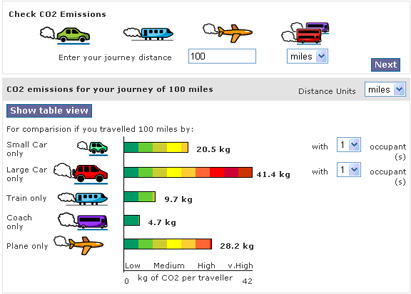 Check CO2 Emissions
Enter your journey distance 100 miles
Next
CO2 emissions for your journey of 100 miles Distance Units miles
Show table view
For comparision if you travelled 100 miles by:
Small Car only 20.5 kg with 1 occupant (s)
Large Car only 41.4 kg with 1 occupant (s)
Train only 9.7 kg
Coach only 4.7 kg
Plane only 28.2 kg
Low Medium High v.High
0 kg of CO2 per traveller 42